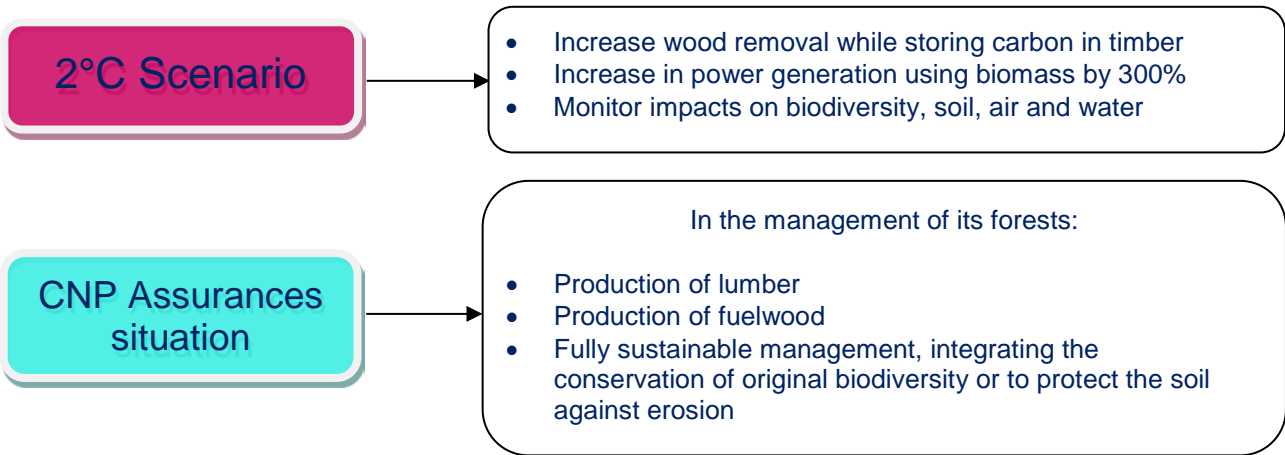 2°C Scenario
• Increase wood removal while storing carbon in timber
• Increase in power generation using biomass by 300%
• Monitor impacts on biodiversity, soil, air and water
CNP Assurances
situation
In the management of its forests:
• Production of lumber
• Production of fuelwood
• Fully sustainable management, integrating the
conservation of original biodiversity or to protect the soil
against erosion